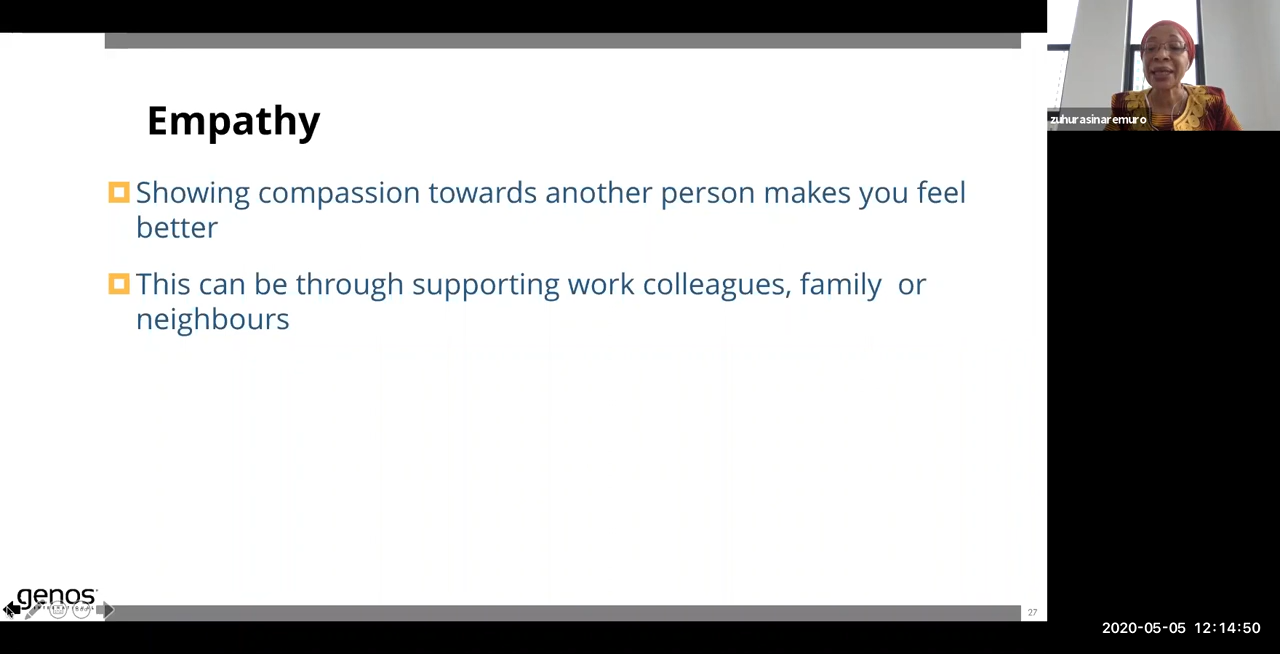 Empathy
Showing compassion towards another person makes you feel
better
This can be through supporting work colleagues, family  or
neighbours
zuhurasinaremuro
genos
INTERNATIONAL
27
2020-05-05 12:14:50